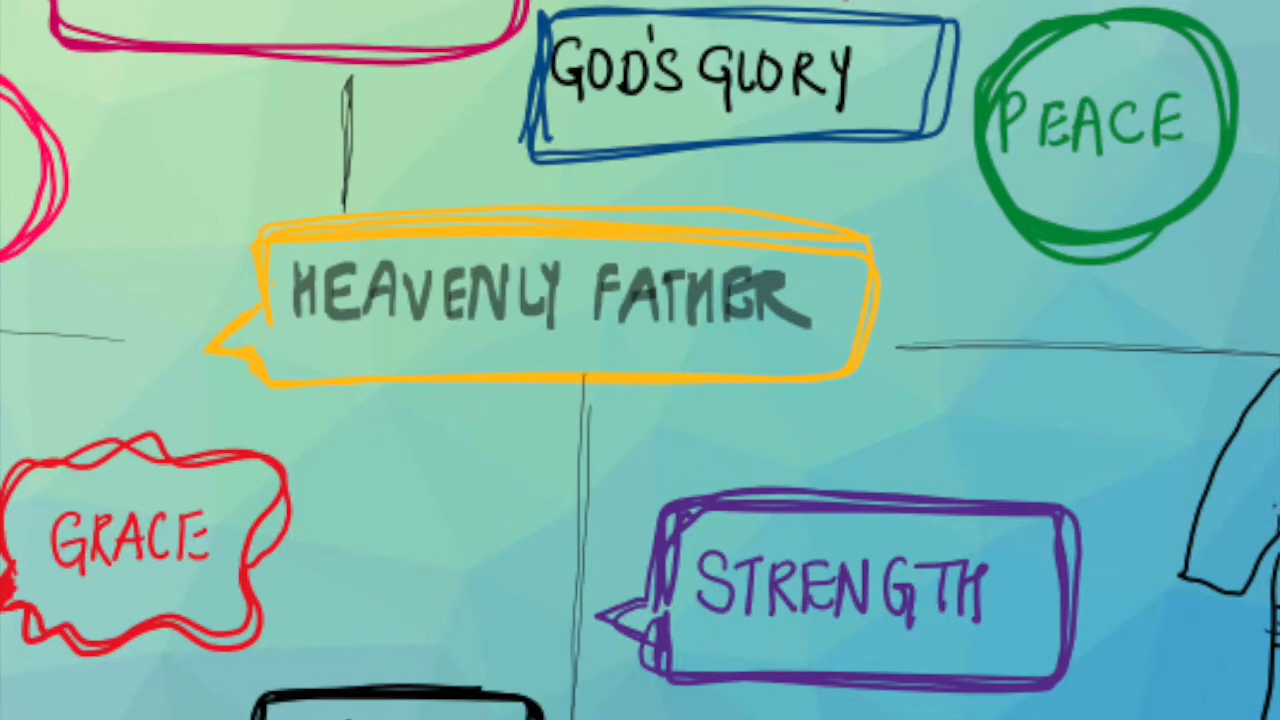 GOD'S GLORY
PEACE
HEAVENLY FATHER
GRACE
STRENGTH